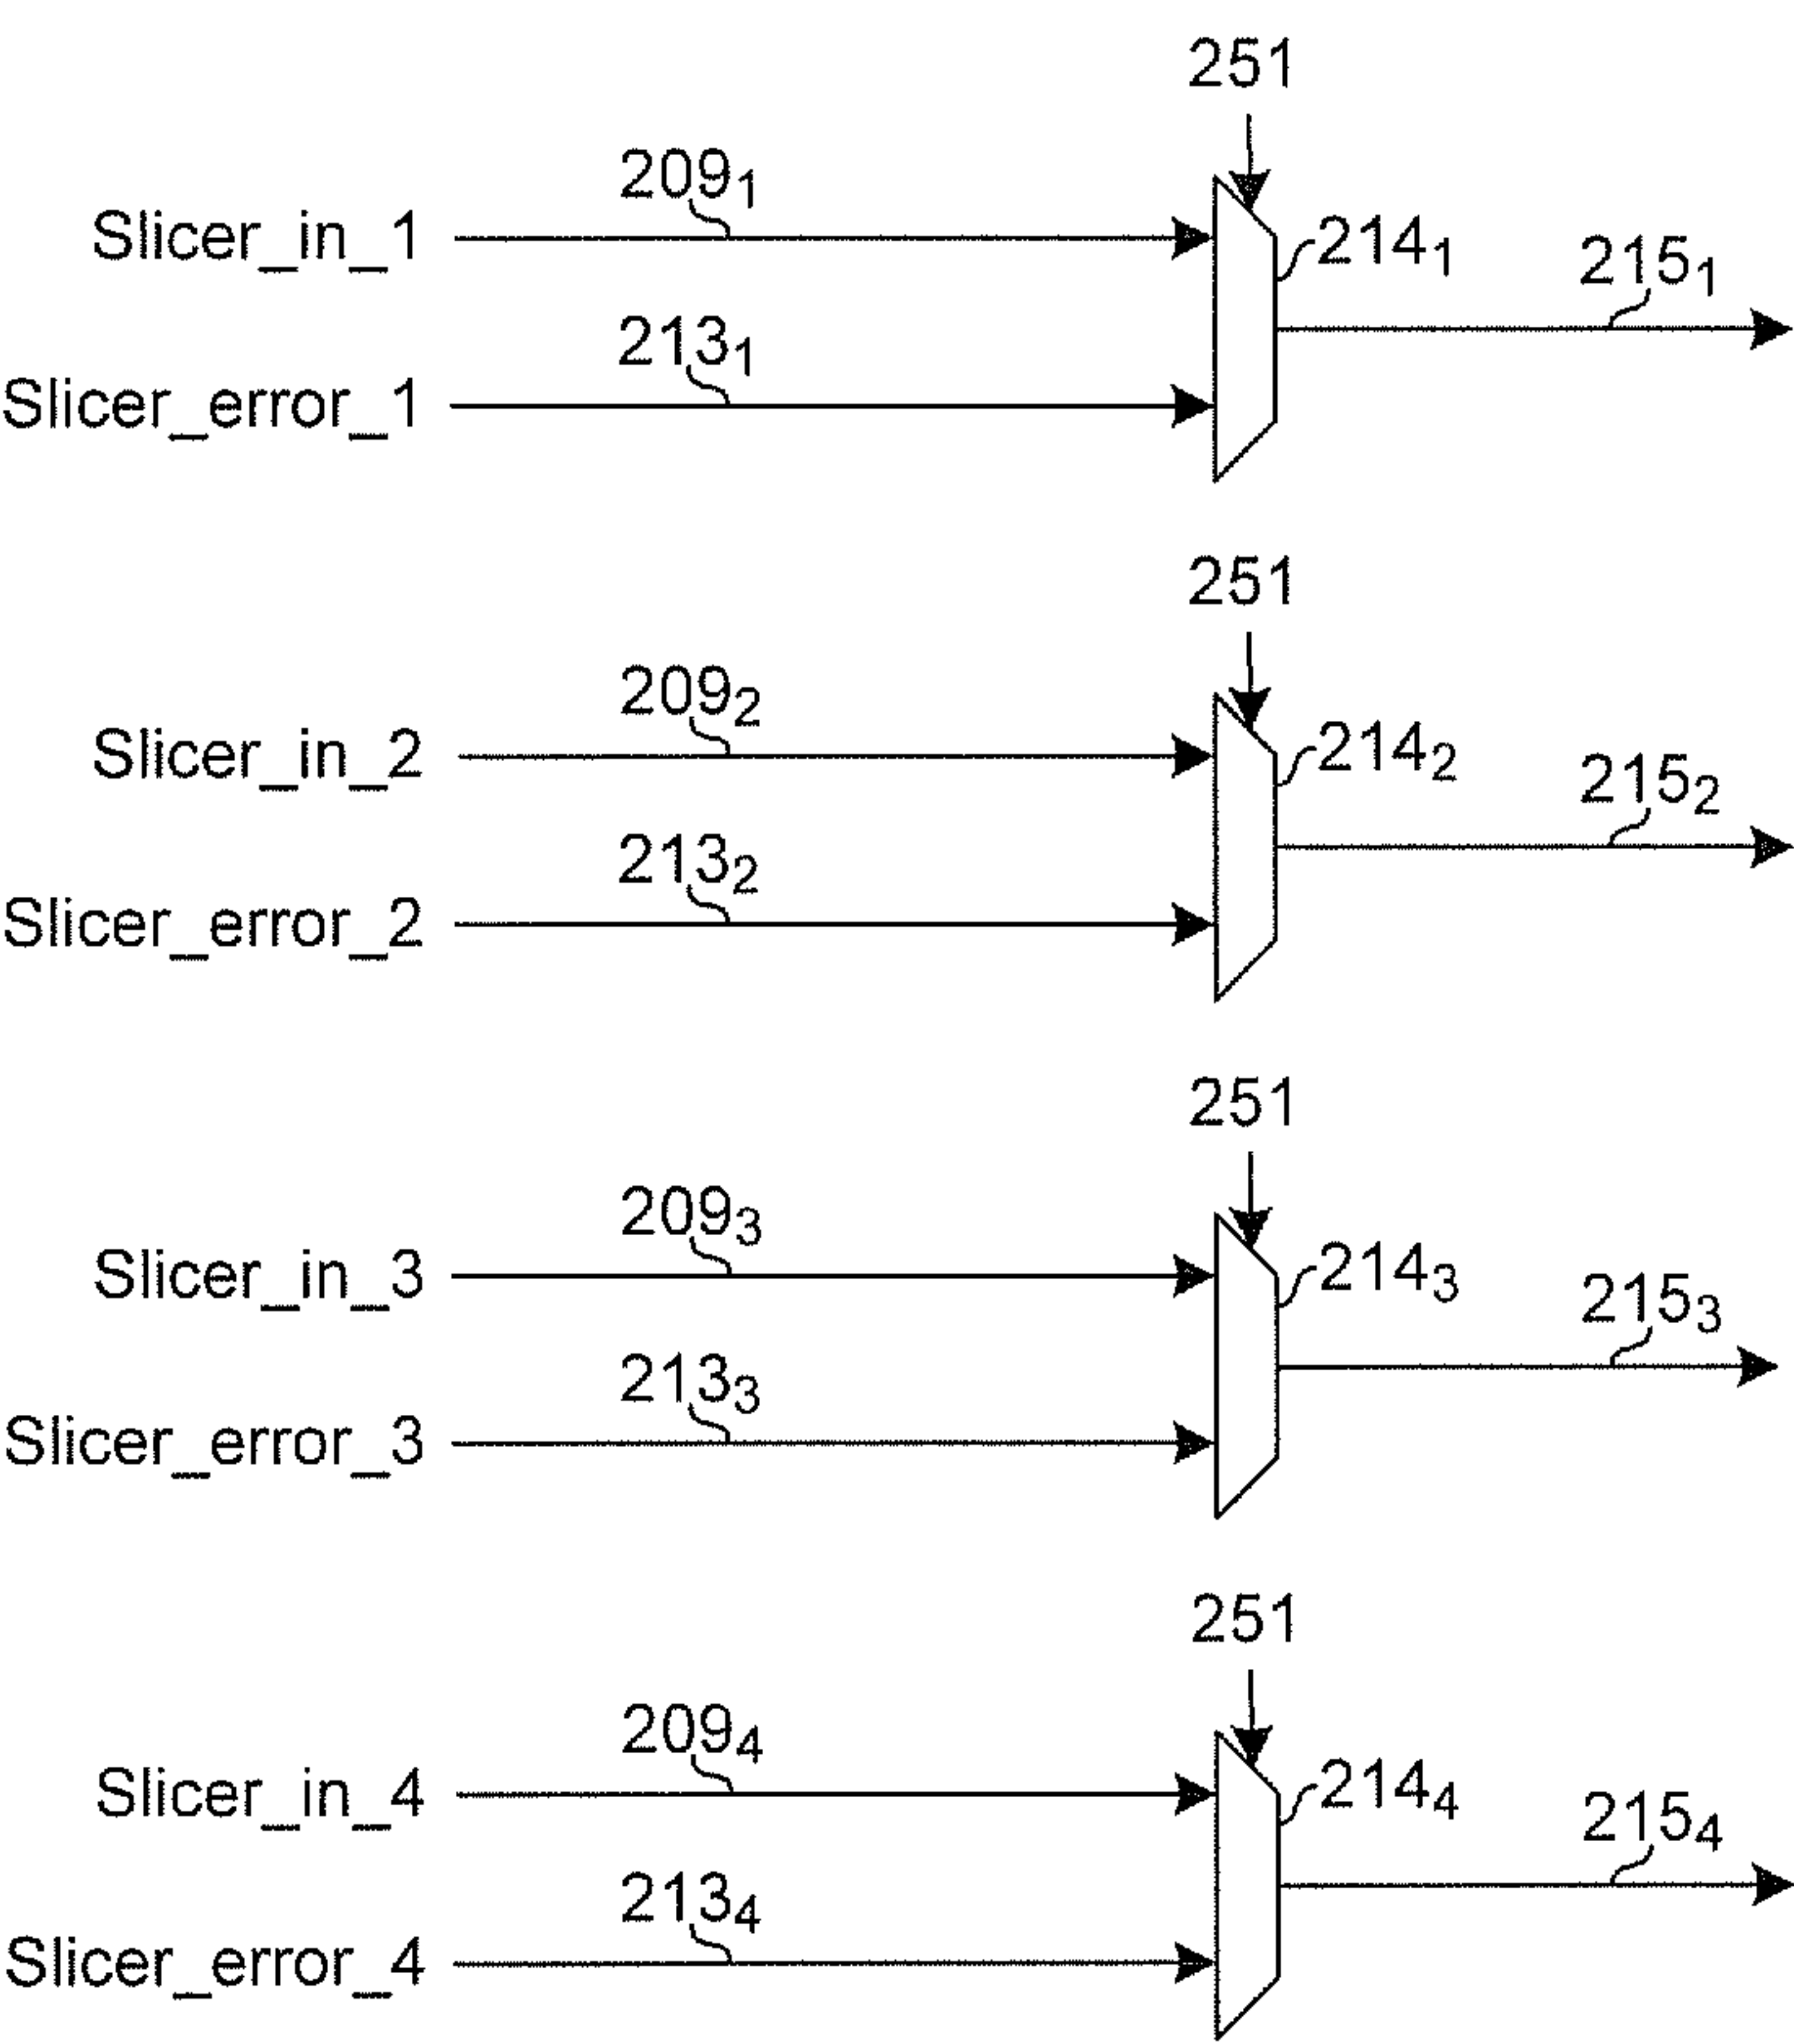 251
209₁
Slicer_in_1
214₁
215₁
213₁
Slicer_error_1
251
209₂
Slicer_in_2
214₂
215₂
213₂
Slicer_error_2
251
209₃
Slicer_in_3
214₃
215₃
213₃
Slicer_error_3
251
209₄
Slicer_in_4
214₄
215₄
213₄
Slicer_error_4